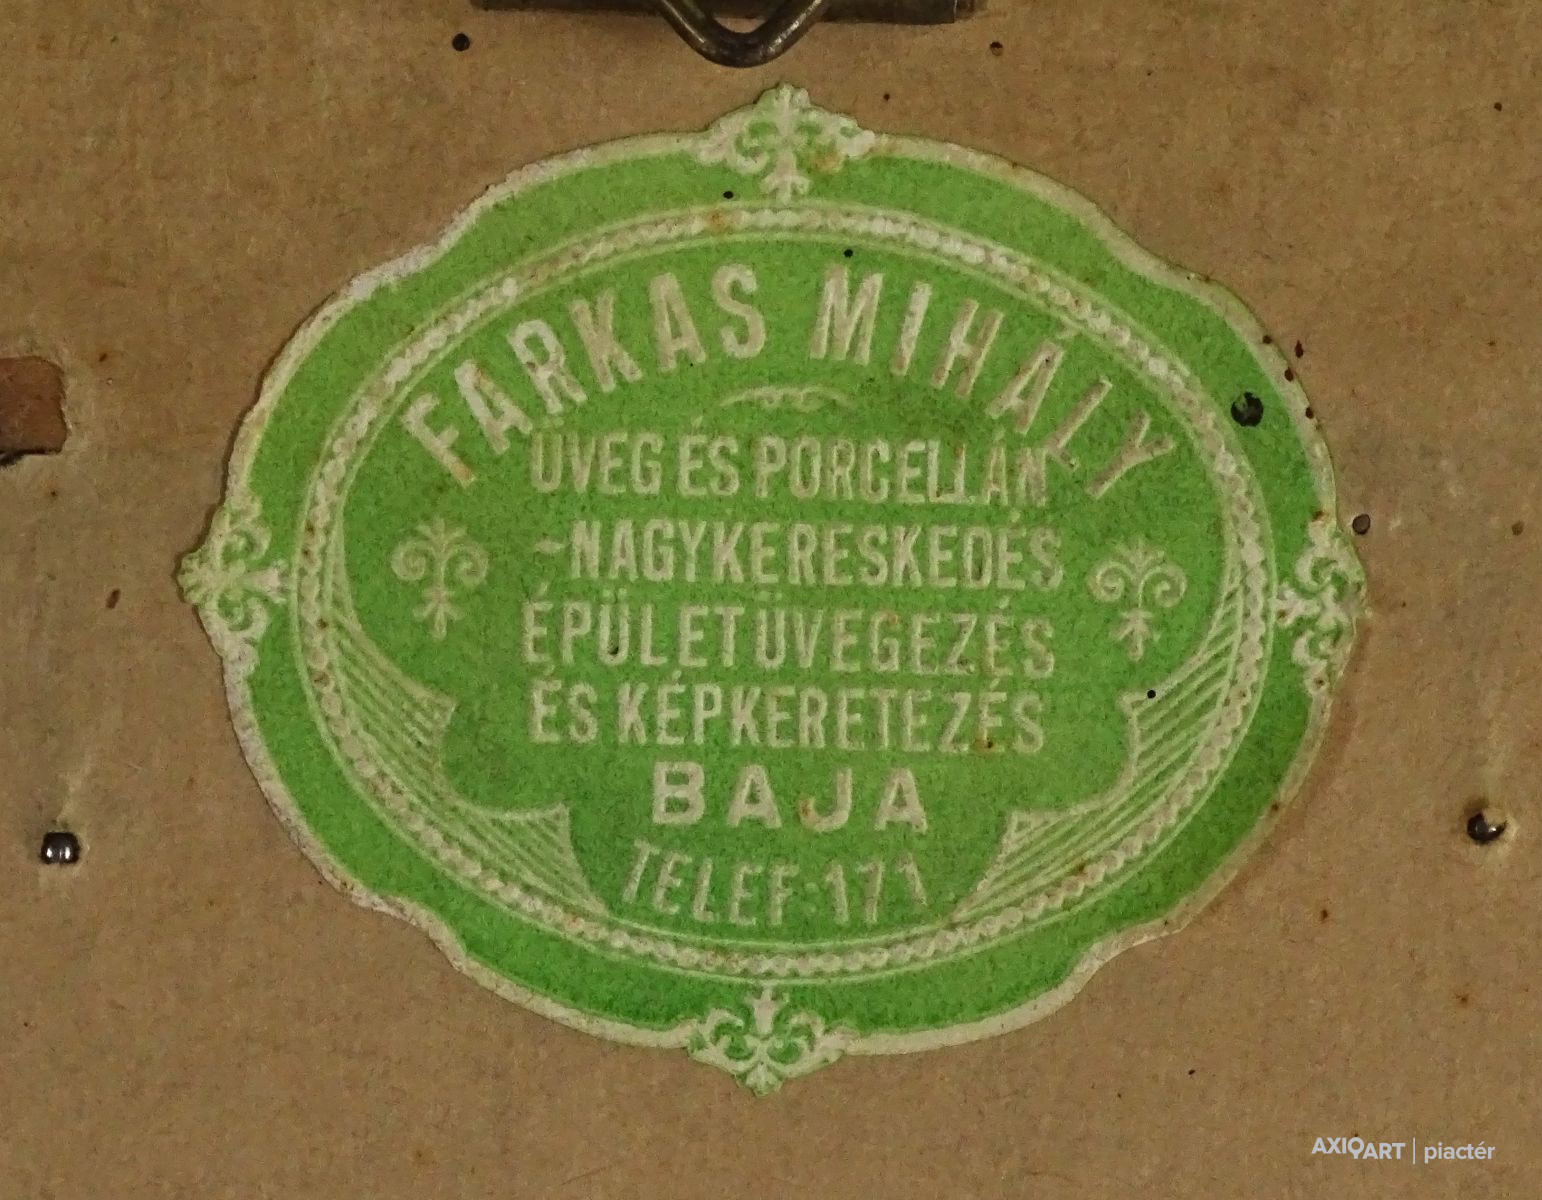 FARKAS MIHÁLY
ÜVEG ÉS PORCELLÁN
-NAGYKERESKEDÉS
ÉPÜLETÜVEGEZÉS
ÉS KÉPKERETEZÉS
BAJA
TELEF·171
AXIOART | piactér